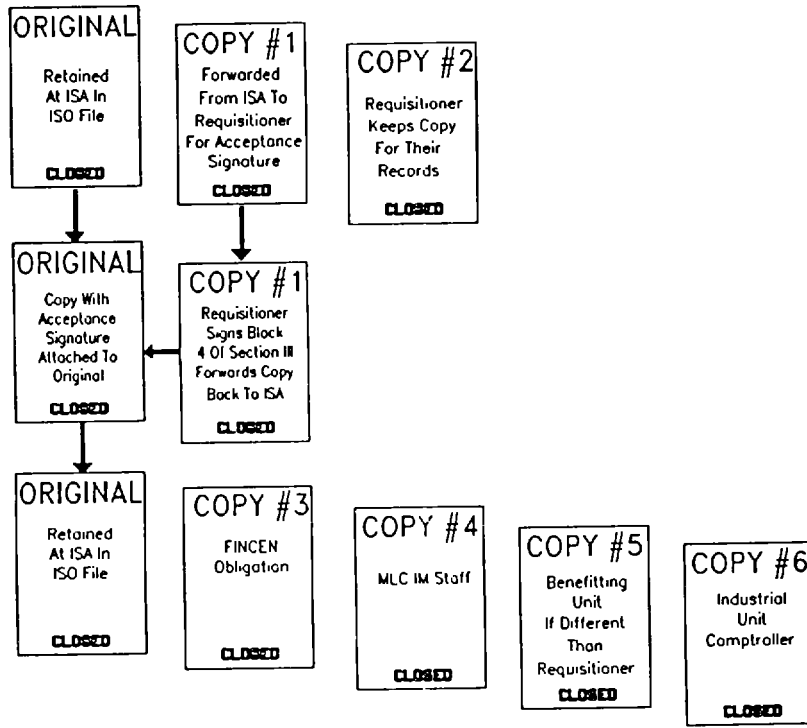 ORIGINAL
Retained
At ISA In
ISO File
CLOSED
COPY #1
Forwarded
From ISA To
Requisitioner
For Acceptance
Signature
CLOSED
COPY #2
Requisitioner
Keeps Copy
For Their
Records
CLOSED
ORIGINAL
Copy With
Acceptance
Signature
Attached To
Original
CLOSED
COPY #1
Requisitioner
Signs Block
4 Of Section III
Forwards Copy
Back To ISA
CLOSED
ORIGINAL
Retained
At ISA In
ISO File
CLOSED
COPY #3
FINCEN
Obligation
CLOSED
COPY #4
MLC IM Staff
CLOSED
COPY #5
Benefitting
Unit
If Different
Than
Requisitioner
CLOSED
COPY #6
Industrial
Unit
Comptroller
CLOSED